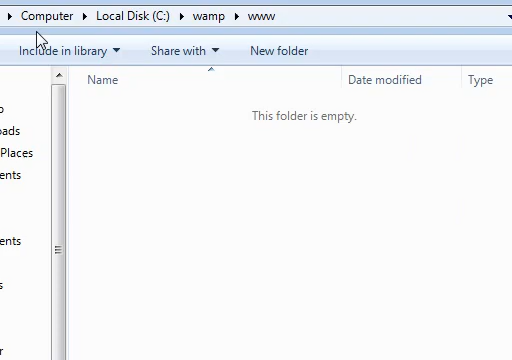 Computer Local Disk (C:) wamp www
Include in library Share with New folder
Name Date modified Type
This folder is empty.
oads
Places
ents
ents
s
r